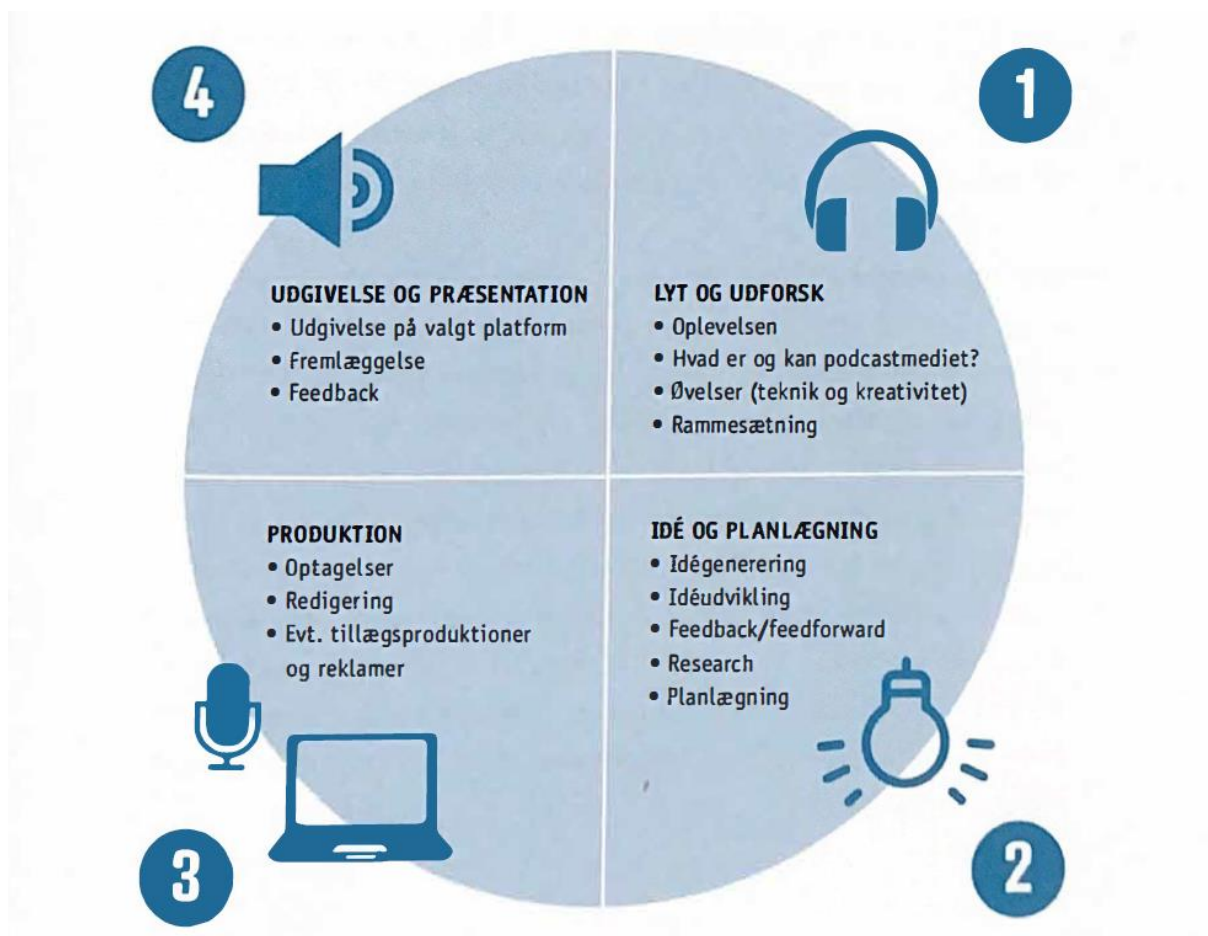 1
LYT OG UDFORSK
• Oplevelsen
• Hvad er og kan podcastmediet?
• Øvelser (teknik og kreativitet)
• Rammesætning
2
IDÉ OG PLANLÆGNING
• Idégenerering
• Idéudvikling
• Feedback/feedforward
• Research
• Planlægning
3
PRODUKTION
• Optagelser
• Redigering
• Evt. tillægsproduktioner
og reklamer
4
UDGIVELSE OG PRÆSENTATION
• Udgivelse på valgt platform
• Fremlæggelse
• Feedback